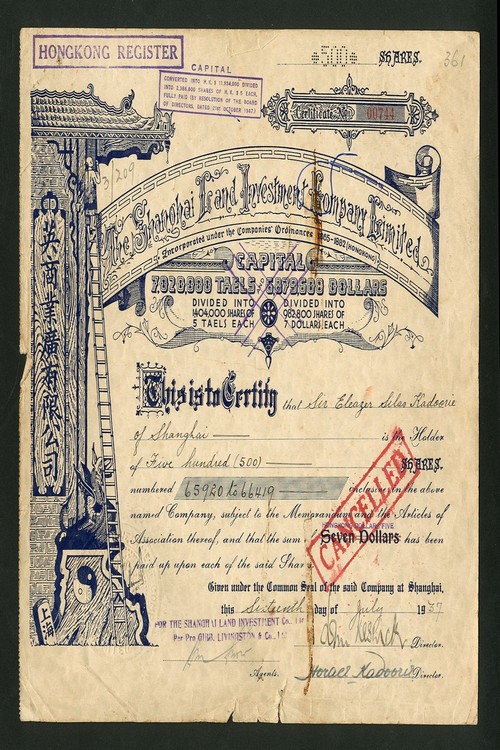 HONGKONG REGISTER
CAPITAL
CONVERTED INTO H.K.$ 11,934,000 DIVIDED
INTO 2,386,800 SHARES OF H.K.$ 5 EACH,
FULLY PAID (BY RESOLUTION OF THE BOARD
OF DIRECTORS, DATED 21ST OCTOBER 1947)
500 SHARES.
361
Certificate No 00744
3/209
The Shanghai Land Investment Company Limited.
Incorporated under the Companies' Ordinances 1865-1882 (HONGKONG)
CAPITAL
7020000 TAELS AND 6879600 DOLLARS
DIVIDED INTO DIVIDED INTO
1404000 SHARES OF 982800 SHARES OF
5 TAELS EACH 7 DOLLARS EACH
英商業廣有限公司
上海
This is to Certify that Sir Eleazer Silas Kadoorie
of Shanghai is the Holder
of Five hundred (500) SHARES.
numbered 65920 to 66419 inclusive in the above
named Company, subject to the Memorandum and the Articles of
HONGKONG DOLLARS FIVE
Association thereof, and that the sum of Seven Dollars has been
paid up upon each of the said Shares
CANCELLED
Given under the Common Seal of the said Company at Shanghai,
this Sixteenth day of July 1937
FOR THE SHANGHAI LAND INVESTMENT Co., Ltd
Per Pro GIBB, LIVINGSTON & Co., Ltd
Director.
Agents. Horace Kadoorie Director.